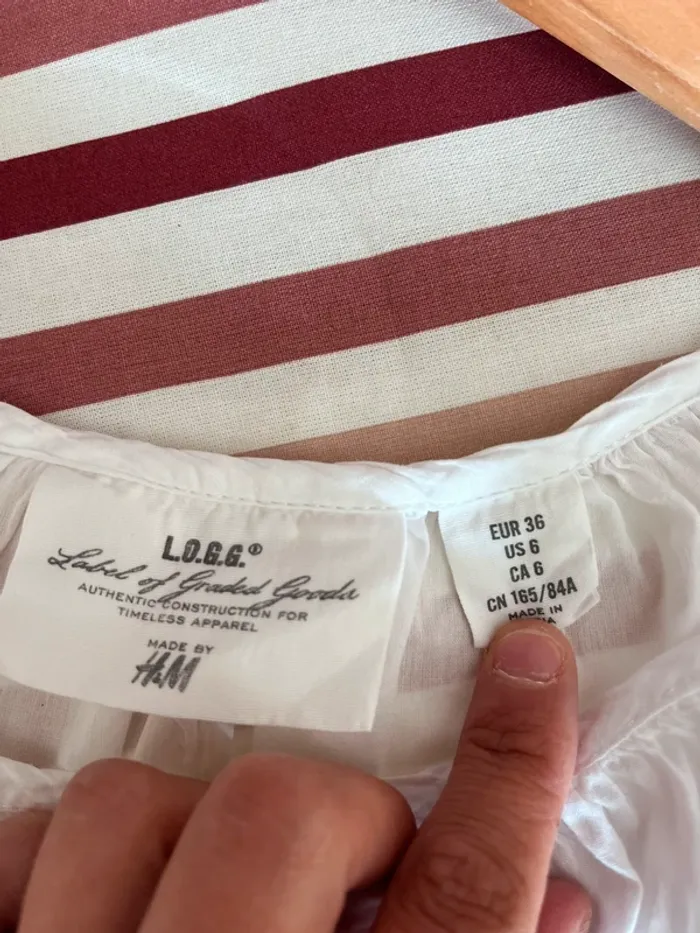 L.O.G.G.®
Label of Graded Goods
AUTHENTIC CONSTRUCTION FOR
TIMELESS APPAREL
MADE BY
H&M
EUR 36
US 6
CA 6
CN 165/84A
MADE IN